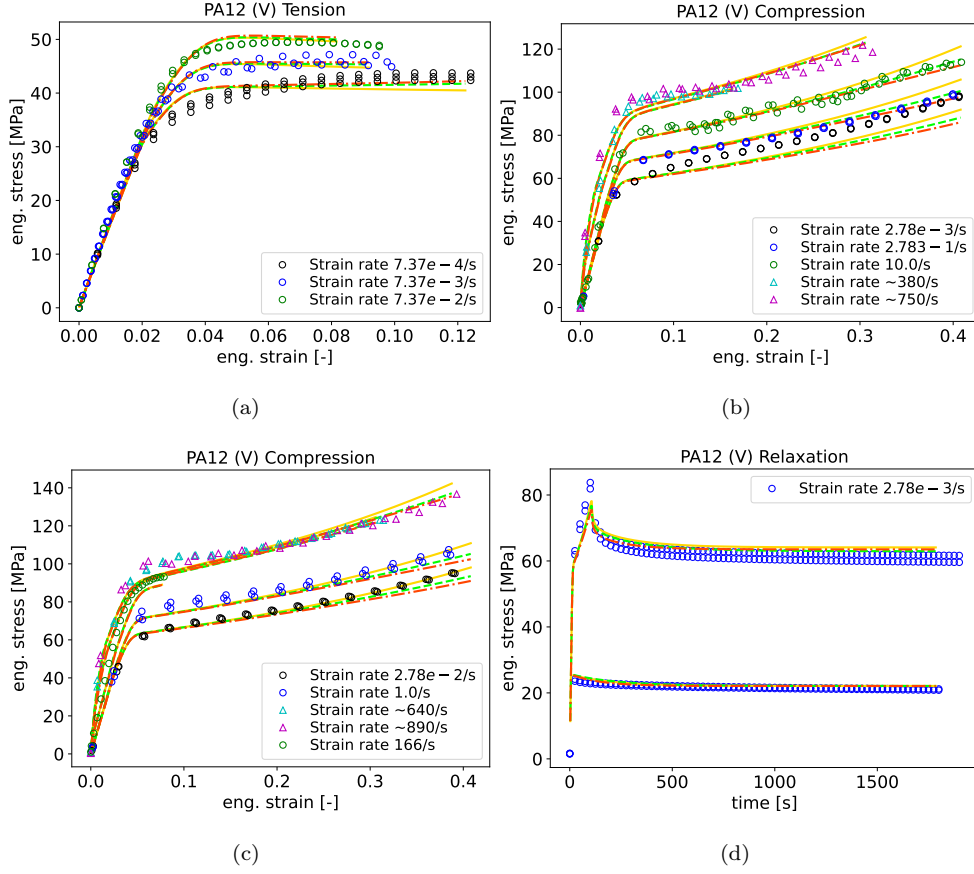 PA12 (V) Tension
eng. stress [MPa]
50
40
30
20
10
0
Strain rate 7.37e−4/s
Strain rate 7.37e−3/s
Strain rate 7.37e−2/s
0.00 0.02 0.04 0.06 0.08 0.10 0.12
eng. strain [-]
(a)
PA12 (V) Compression
eng. stress [MPa]
120
100
80
60
40
20
0
Strain rate 2.78e−3/s
Strain rate 2.783−1/s
Strain rate 10.0/s
Strain rate ~380/s
Strain rate ~750/s
0.0 0.1 0.2 0.3 0.4
eng. strain [-]
(b)
PA12 (V) Compression
eng. stress [MPa]
140
120
100
80
60
40
20
0
Strain rate 2.78e−2/s
Strain rate 1.0/s
Strain rate ~640/s
Strain rate ~890/s
Strain rate 166/s
0.0 0.1 0.2 0.3 0.4
eng. strain [-]
(c)
PA12 (V) Relaxation
eng. stress [MPa]
80
60
40
20
0
Strain rate 2.78e−3/s
0 500 1000 1500
time [s]
(d)